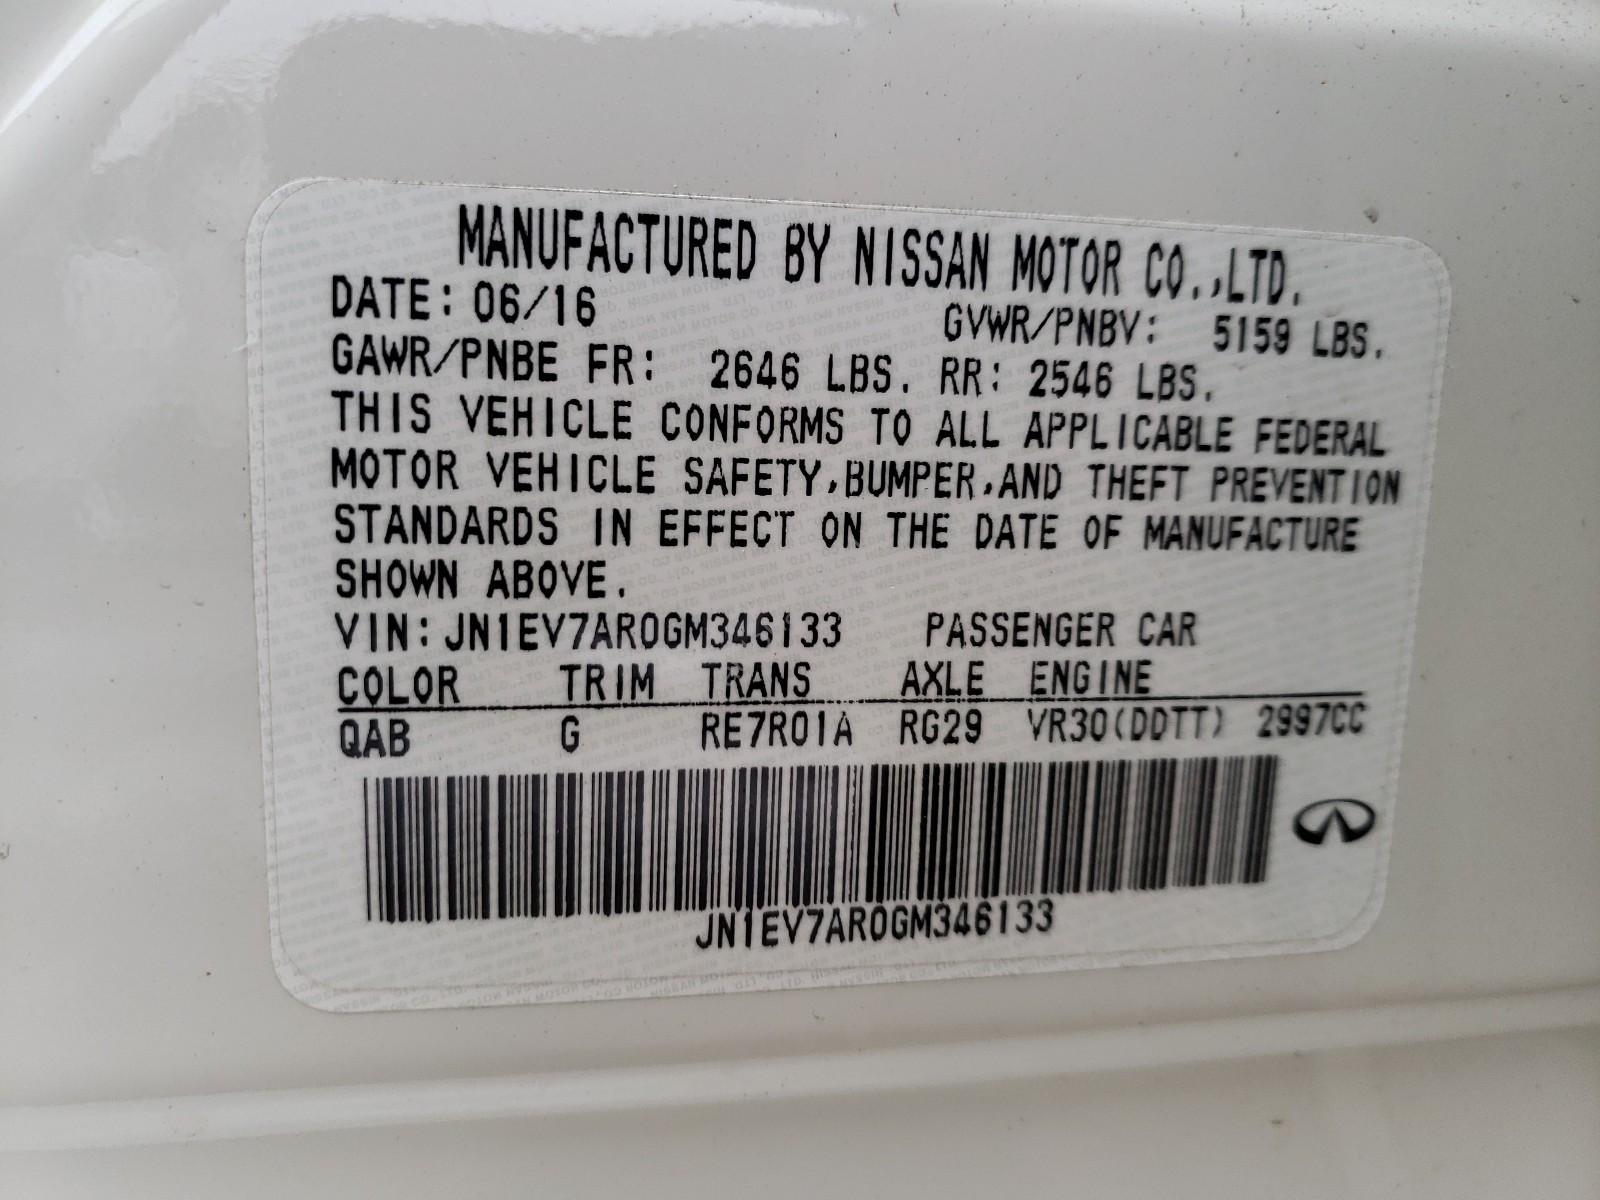 MANUFACTURED BY NISSAN MOTOR CO.,LTD.
DATE: 06/16 GVWR/PNBV: 5159 LBS.
GAWR/PNBE FR: 2646 LBS. RR: 2546 LBS.
THIS VEHICLE CONFORMS TO ALL APPLICABLE FEDERAL
MOTOR VEHICLE SAFETY,BUMPER,AND THEFT PREVENTION
STANDARDS IN EFFECT ON THE DATE OF MANUFACTURE
SHOWN ABOVE.
VIN: JN1EV7AR0GM346133 PASSENGER CAR
COLOR TRIM TRANS AXLE ENGINE
QAB G RE7R01A RG29 VR30(DDTT) 2997CC
JN1EV7AR0GM346133